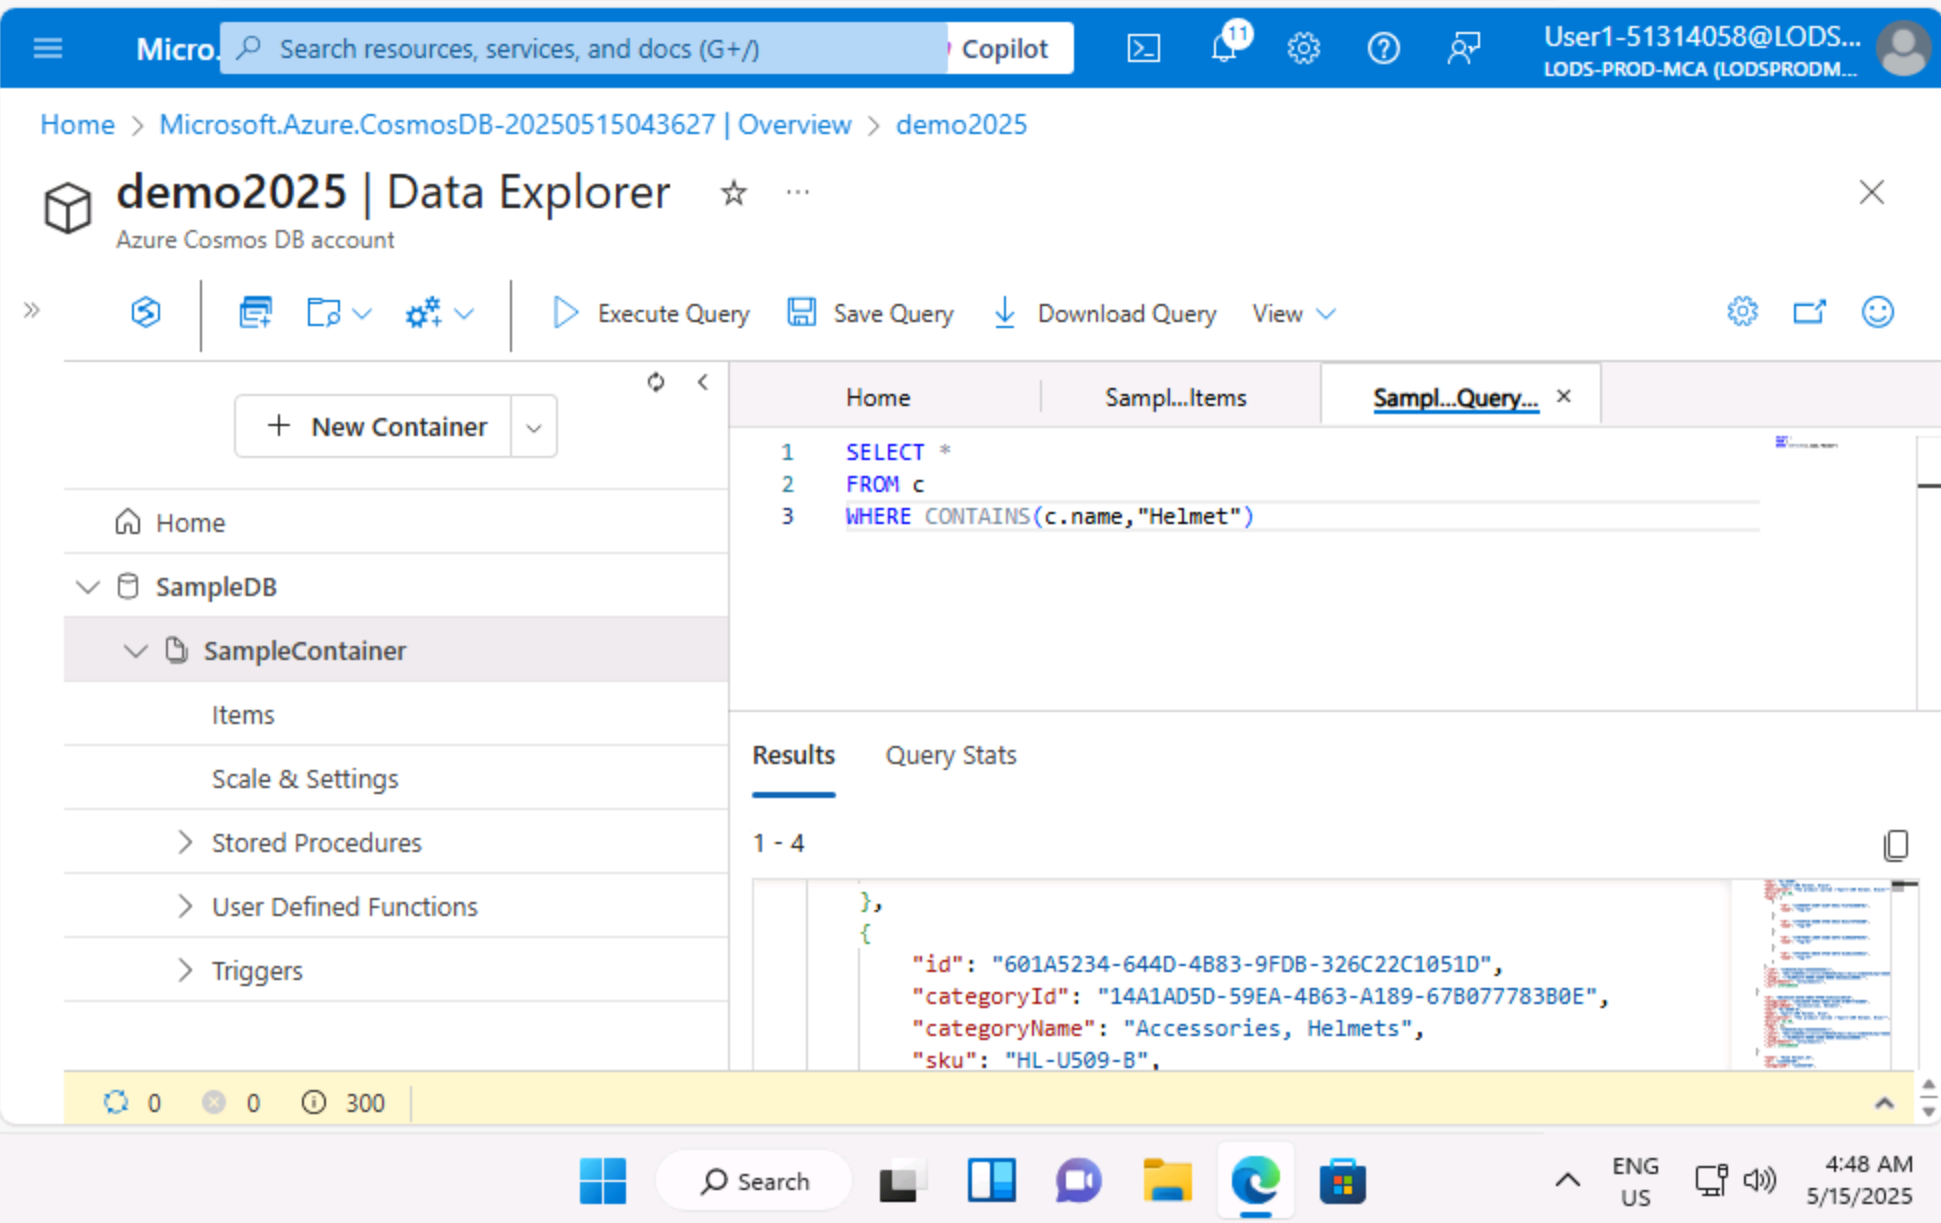 Micro.
Search resources, services, and docs (G+/)
Copilot
11
User1-51314058@LODS...
LODS-PROD-MCA (LODSPRODM...
Home > Microsoft.Azure.CosmosDB-20250515043627 | Overview > demo2025
demo2025 | Data Explorer
Azure Cosmos DB account
Execute Query
Save Query
Download Query
View
New Container
Home
SampleDB
SampleContainer
Items
Scale & Settings
Stored Procedures
User Defined Functions
Triggers
Home
Sampl...Items
Sampl...Query...
1 SELECT *
2 FROM c
3 WHERE CONTAINS(c.name,"Helmet")
Results
Query Stats
1 - 4
},
{
"id": "601A5234-644D-4B83-9FDB-326C22C1051D",
"categoryId": "14A1AD5D-59EA-4B63-A189-67B077783B0E",
"categoryName": "Accessories, Helmets",
"sku": "HL-U509-B",
0
0
300
Search
ENG
US
4:48 AM
5/15/2025